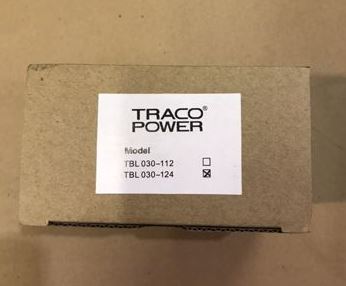 TRACO®
POWER
Model
TBL 030-112 ☐
TBL 030-124 ☒